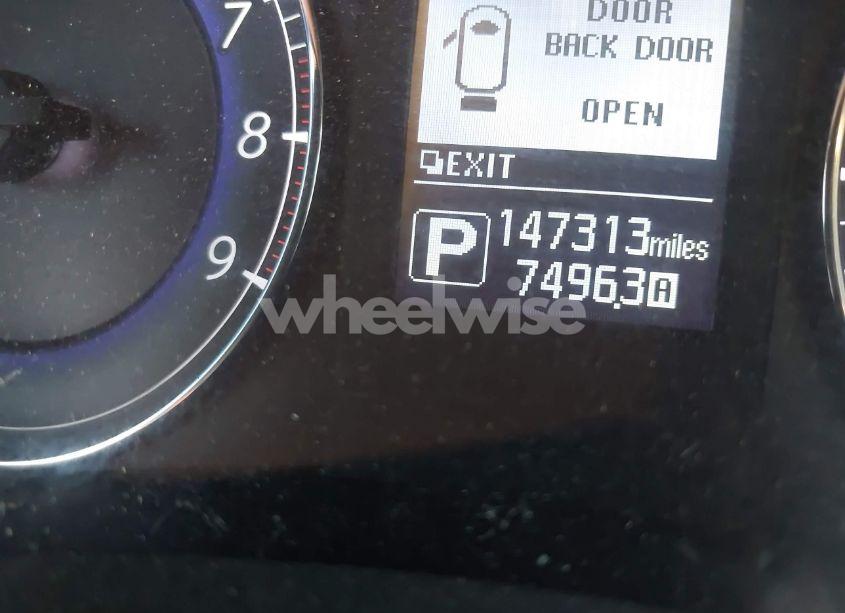 7
8
9
DOOR
BACK DOOR
OPEN
EXIT
P
147313miles
7496.3A
wheelwise